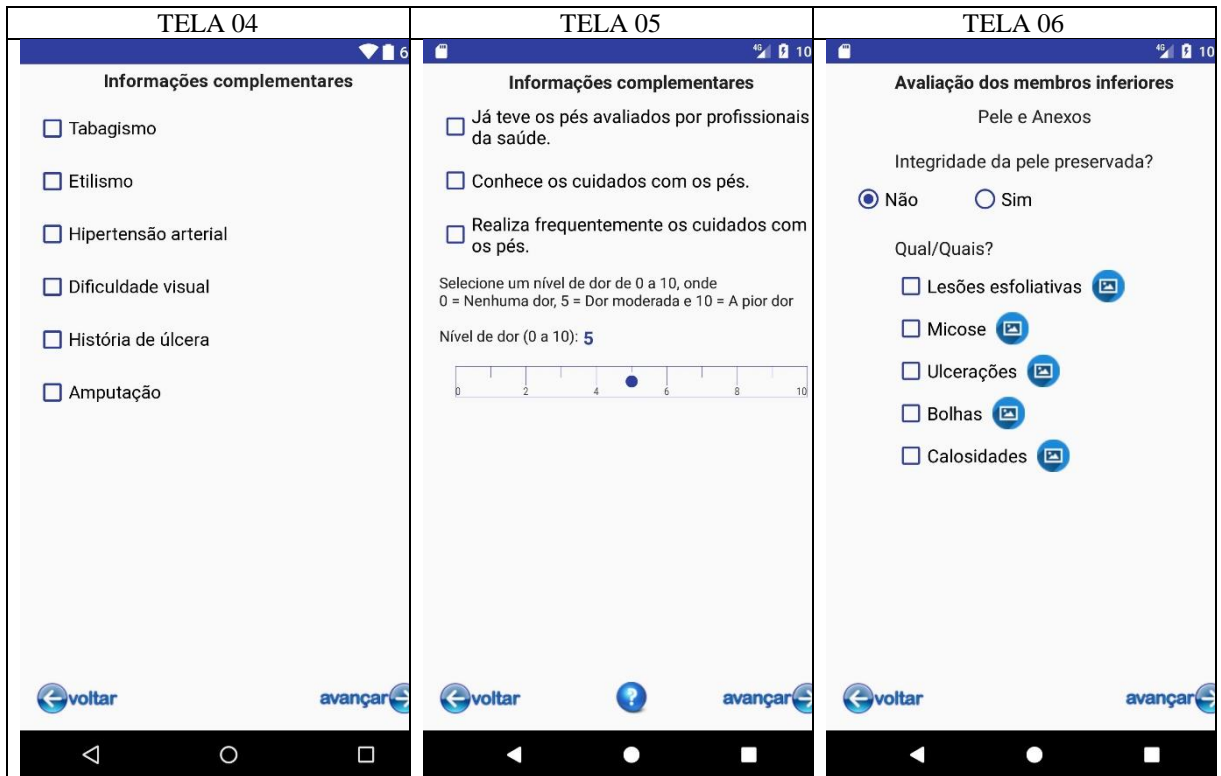 TELA 04
6
Informações complementares
Tabagismo
Etilismo
Hipertensão arterial
Dificuldade visual
História de úlcera
Amputação
voltar
avançar
TELA 05
4G
10
Informações complementares
Já teve os pés avaliados por profissionais
da saúde.
Conhece os cuidados com os pés.
Realiza frequentemente os cuidados com
os pés.
Selecione um nível de dor de 0 a 10, onde
0 = Nenhuma dor, 5 = Dor moderada e 10 = A pior dor
Nível de dor (0 a 10): 5
0 2 4 6 8 10
voltar
?
avançar
TELA 06
4G
10
Avaliação dos membros inferiores
Pele e Anexos
Integridade da pele preservada?
Não Sim
Qual/Quais?
Lesões esfoliativas
Micose
Ulcerações
Bolhas
Calosidades
voltar
avançar